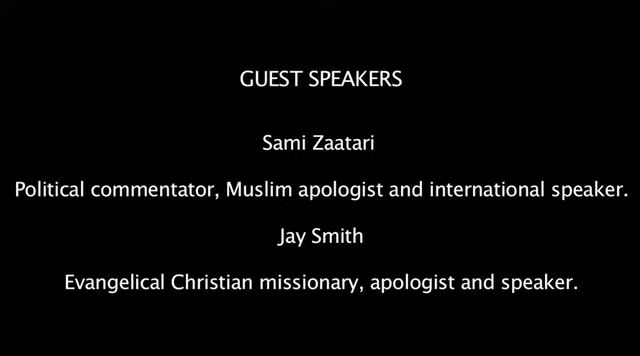 GUEST SPEAKERS
Sami Zaatari
Political commentator, Muslim apologist and international speaker.
Jay Smith
Evangelical Christian missionary, apologist and speaker.